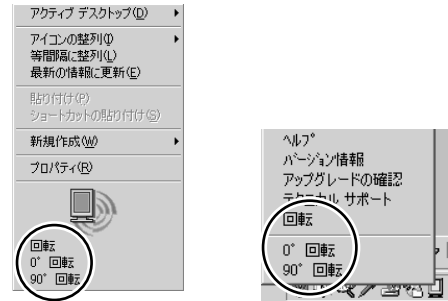 アクティブ デスクトップ(D)
アイコンの整列(I)
等間隔に整列(L)
最新の情報に更新(E)
貼り付け(P)
ショートカットの貼り付け(S)
新規作成(W)
プロパティ(R)
回転
0° 回転
90° 回転
ヘルプ
バージョン情報
アップグレードの確認
テクニカル サポート
回転
0° 回転
90° 回転